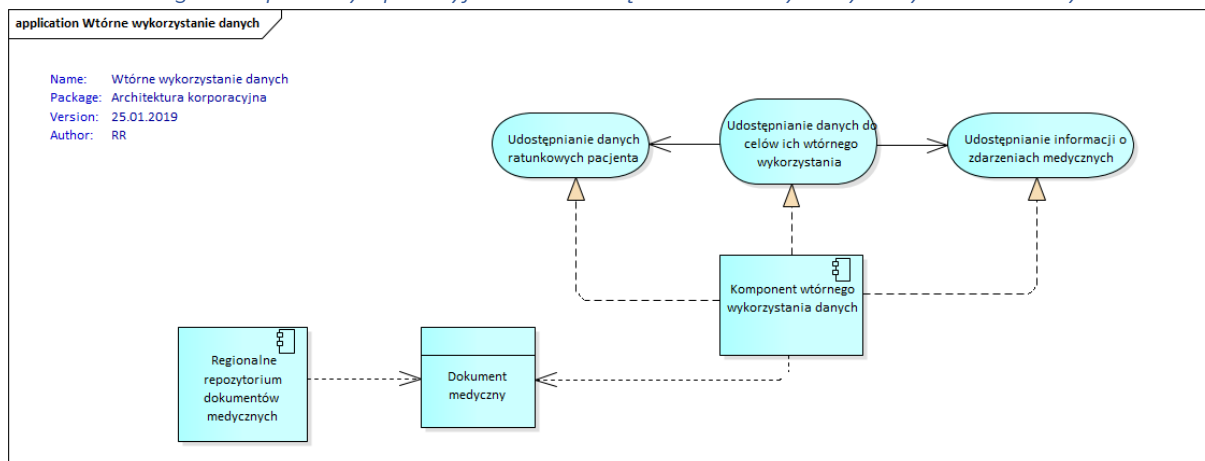 application Wtórne wykorzystanie danych
Name: Wtórne wykorzystanie danych
Package: Architektura korporacyjna
Version: 25.01.2019
Author: RR
Udostępnianie danych
ratunkowych pacjenta
Udostępnianie danych do
celów ich wtórnego
wykorzystania
Udostępnianie informacji o
zdarzeniach medycznych
Komponent wtórnego
wykorzystania danych
Regionalne
repozytorium
dokumentów
medycznych
Dokument
medyczny